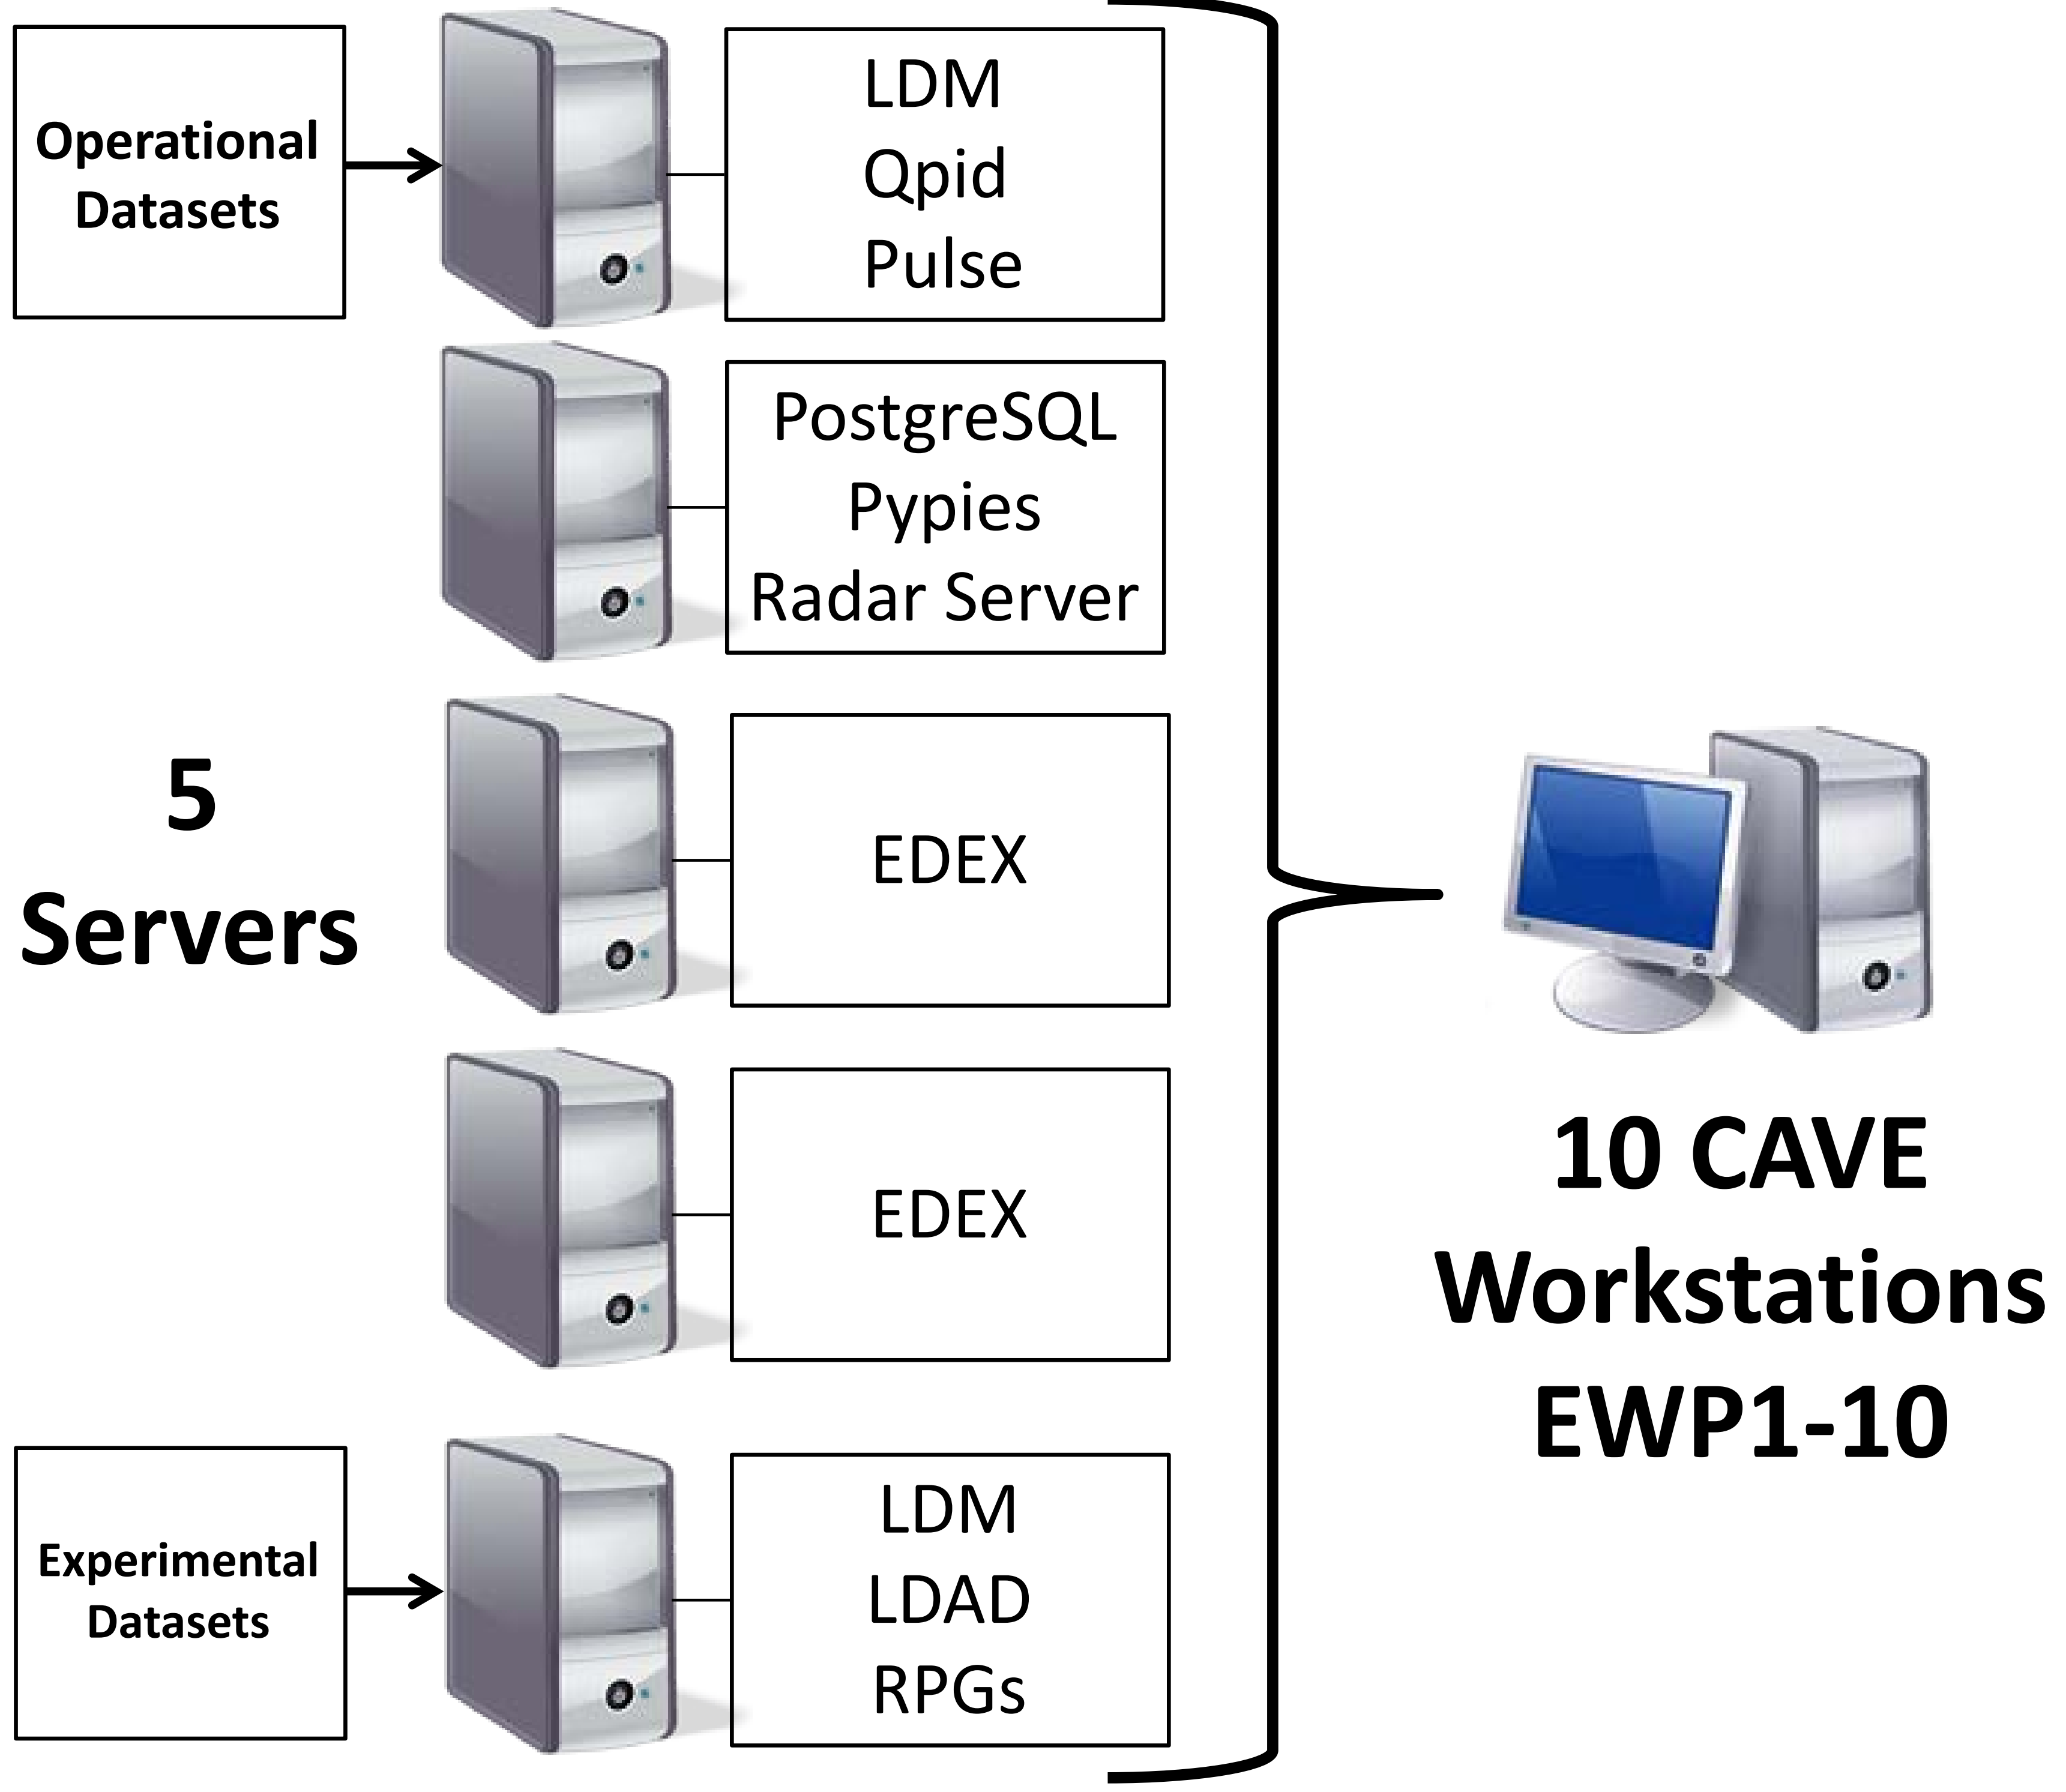 Operational
Datasets
LDM
Qpid
Pulse
PostgreSQL
Pypies
Radar Server
5
Servers
EDEX
EDEX
Experimental
Datasets
LDM
LDAD
RPGs
10 CAVE
Workstations
EWP1-10